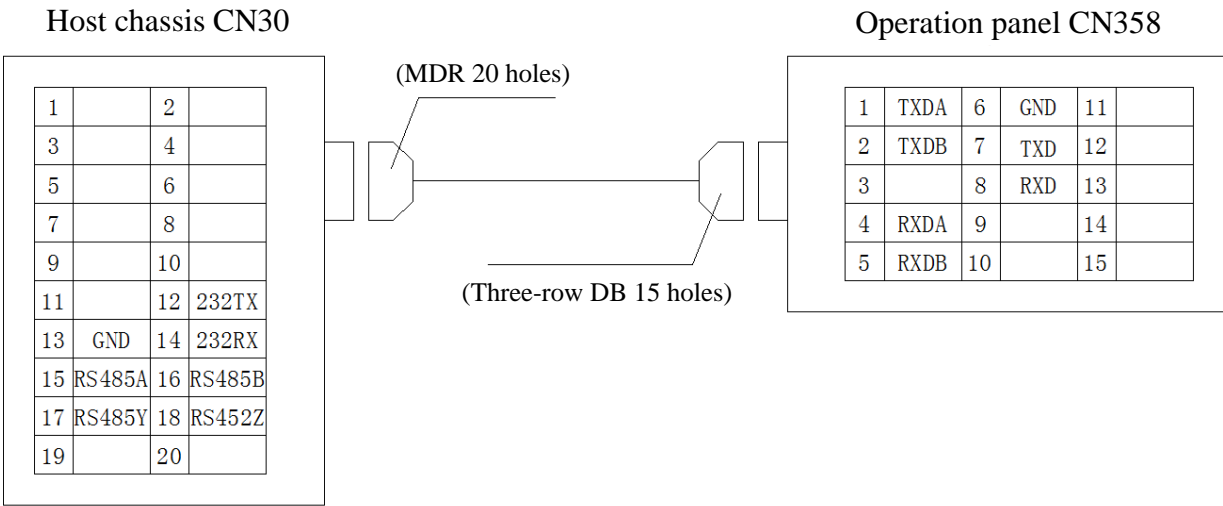 Host chassis CN30
Operation panel CN358
(MDR 20 holes)
(Three-row DB 15 holes)
1 2
3 4
5 6
7 8
9 10
11 12 232TX
13 GND 14 232RX
15 RS485A 16 RS485B
17 RS485Y 18 RS452Z
19 20
1 TXDA 6 GND 11
2 TXDB 7 TXD 12
3 8 RXD 13
4 RXDA 9 14
5 RXDB 10 15